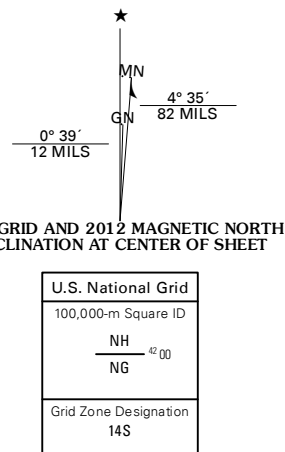 ★
MN
4° 35´
82 MILS
GN
0° 39´
12 MILS
GRID AND 2012 MAGNETIC NORTH
CLINATION AT CENTER OF SHEET
U.S. National Grid
100,000-m Square ID
NH
42 00
NG
Grid Zone Designation
14S